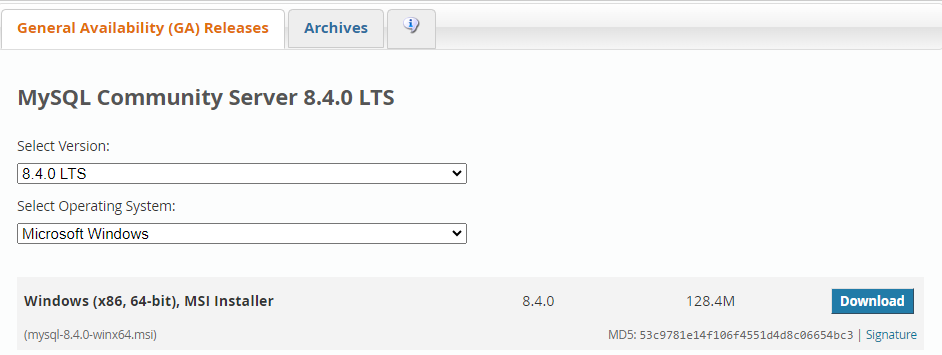 General Availability (GA) Releases Archives
MySQL Community Server 8.4.0 LTS
Select Version:
8.4.0 LTS
Select Operating System:
Microsoft Windows
Windows (x86, 64-bit), MSI Installer 8.4.0 128.4M Download
(mysql-8.4.0-winx64.msi) MD5: 53c9781e14f106f4551d4d8c06654bc3 | Signature